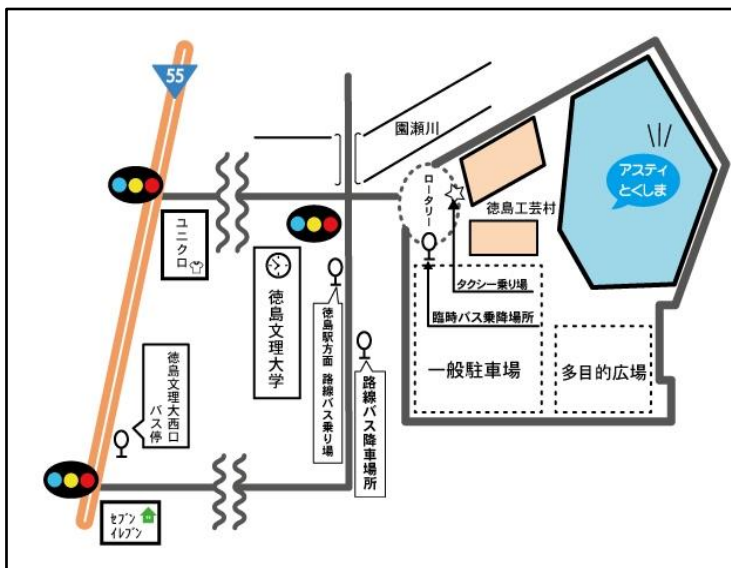 55
園瀬川
アスティ
とくしま
ロータリー
徳島工芸村
ユニクロ
徳島文理大学
タクシー乗り場
臨時バス乗降場所
徳島駅方面 路線バス乗り場
路線バス降車場所
一般駐車場
多目的広場
徳島文理大西口
バス停
セブン
イレブン